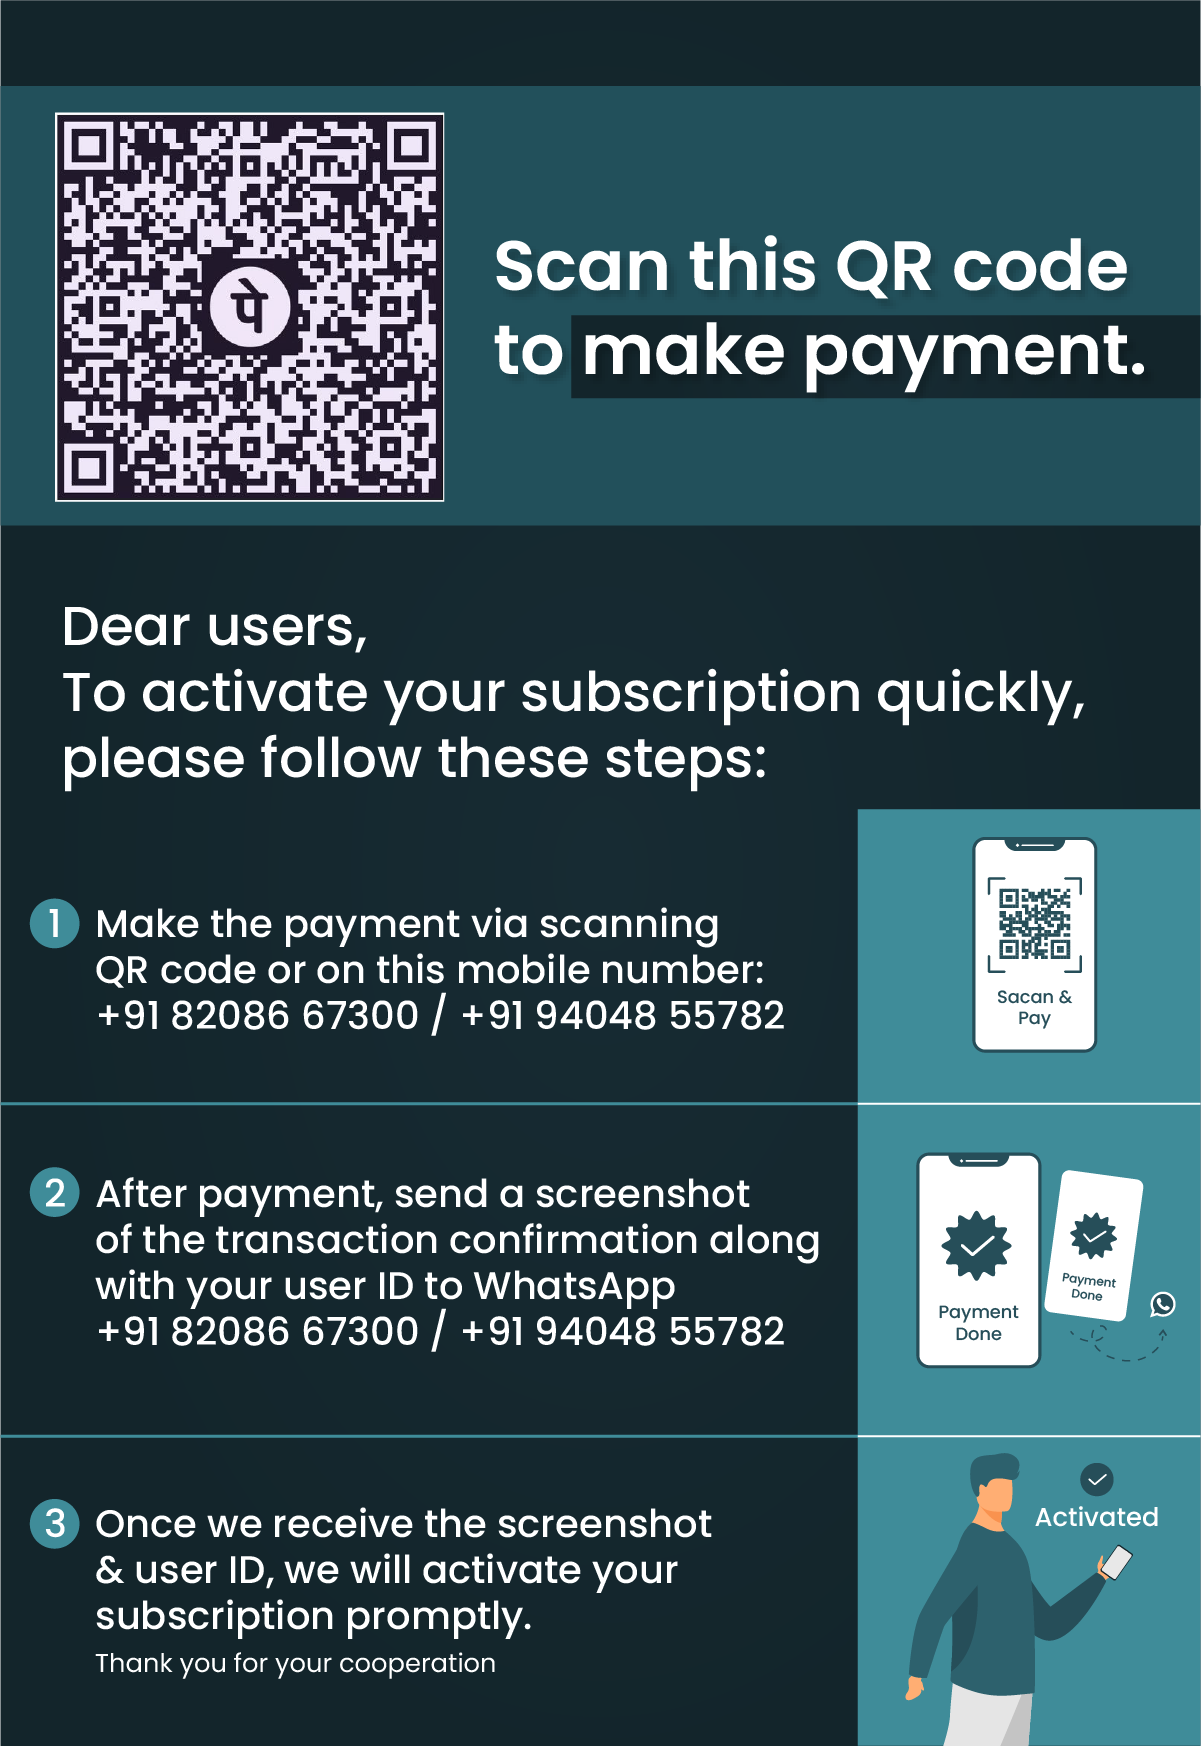 पे
Scan this QR code
to make payment.
Dear users,
To activate your subscription quickly,
please follow these steps:
1 Make the payment via scanning
QR code or on this mobile number:
+91 82086 67300 / +91 94048 55782
Sacan &
Pay
2 After payment, send a screenshot
of the transaction confirmation along
with your user ID to WhatsApp
+91 82086 67300 / +91 94048 55782
Payment
Done
Payment
Done
3 Once we receive the screenshot
& user ID, we will activate your
subscription promptly.
Thank you for your cooperation
Activated